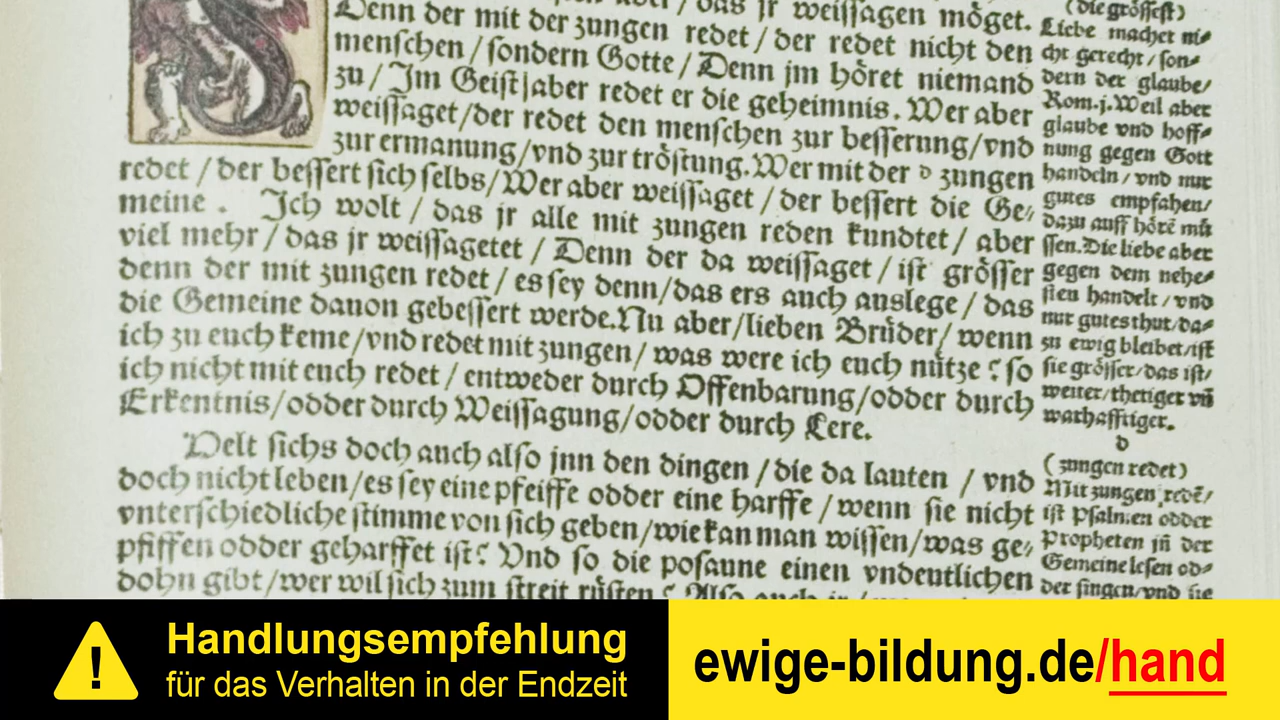 das jr weissagen möget.
Denn der mit der zungen redet / der redet nicht den
menschen / sondern Gotte / Denn jm höret niemand
zu / Im Geist aber redet er die geheimnis. Wer aber
weissaget / der redet den menschen zur besserung / vnd
zur ermanung / vnd zur tröstung. Wer mit der d zungen
redet / der bessert sich selbs / Wer aber weissaget / der bessert die Ge⸗
meine . Ich wolt / das jr alle mit zungen reden kundtet / aber
viel mehr / das jr weissagetet / Denn der da weissaget / ist grösser
denn der mit zungen redet / es sey denn / das ers auch auslege / das
die Gemeine dauon gebessert werde. Nu aber / lieben Brüder / wenn
ich zu euch keme / vnd redet mit zungen / was were ich euch nütze ? so
ich nicht mit euch redet / entweder durch Offenbarung / odder durch
Erkentnis / odder durch Weissagung / odder durch Lere.
Helt sichs doch auch also jnn den dingen / die da lauten / vnd
doch nicht leben / es sey eine pfeiffe odder eine harffe / wenn sie nicht
vnterschiedliche stimme von sich geben / wie kan man wissen / was ge⸗
pfiffen odder geharffet ist ? Vnd so die posaune einen vndeutlichen
dohn gibt / wer wil sich zum streit rüsten ? Also auch jr /
(die grössest)
Liebe machet ni⸗
cht gerecht / son⸗
dern der glaube /
Rom. j. Weil aber
glaube vnd hoff⸗
nung gegen Gott
handeln / vnd nur
gutes empfahen /
dazu auff hörẽ mü
ssen. Die liebe aber
gegen dem nehe⸗
sten handelt / vnd
nur gutes thut / da⸗
zu ewig bleibet / ist
sie grösser / das ist /
weiter / thetiger vñ
warhafftiger.
d
(zungen redet)
Mit zungen redẽ /
ist Psalmen odder
Propheten jñ der
Gemeine lesen od⸗
der singen / vnd sie
! Handlungsempfehlung
für das Verhalten in der Endzeit
ewige-bildung.de/hand